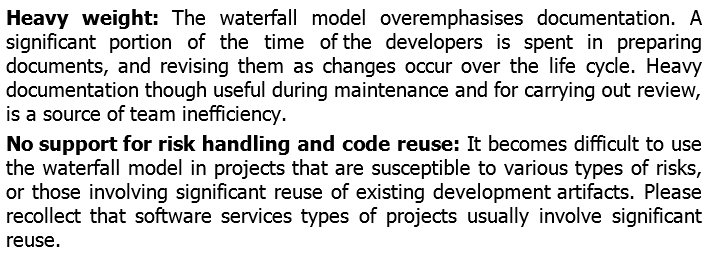 Heavy weight: The waterfall model overemphasises documentation. A
significant portion of the time of the developers is spent in preparing
documents, and revising them as changes occur over the life cycle. Heavy
documentation though useful during maintenance and for carrying out review,
is a source of team inefficiency.
No support for risk handling and code reuse: It becomes difficult to use
the waterfall model in projects that are susceptible to various types of risks,
or those involving significant reuse of existing development artifacts. Please
recollect that software services types of projects usually involve significant
reuse.